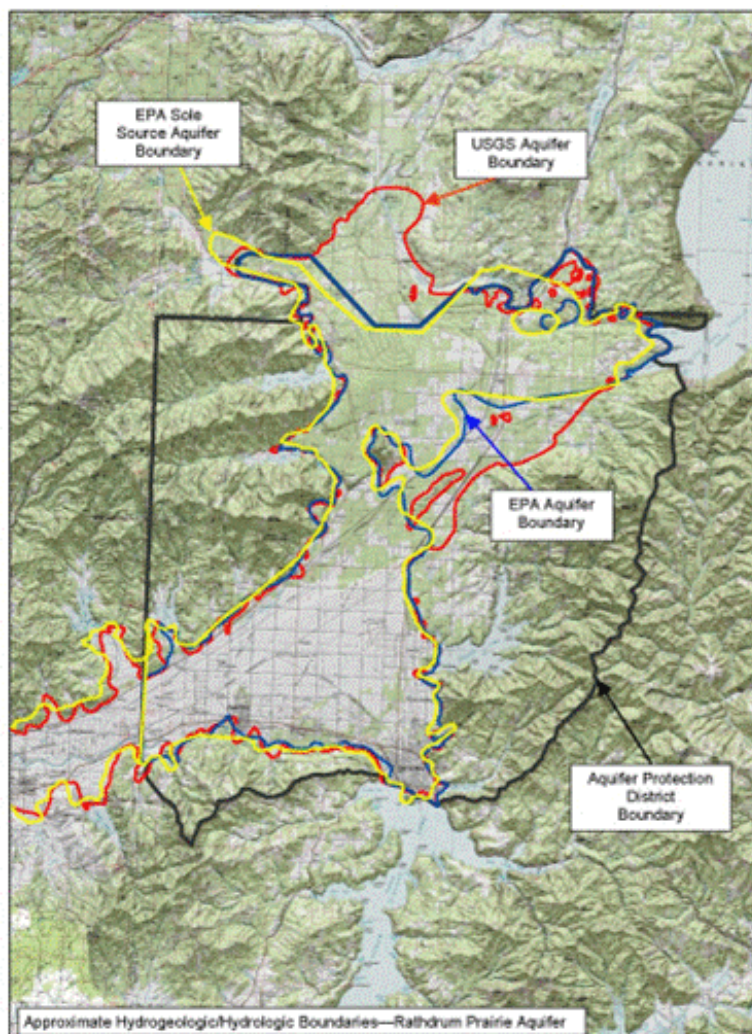 EPA Sole
Source Aquifer
Boundary
USGS Aquifer
Boundary
EPA Aquifer
Boundary
Aquifer Protection
District
Boundary
Approximate Hydrogeologic/Hydrologic Boundaries—Rathdrum Prairie Aquifer